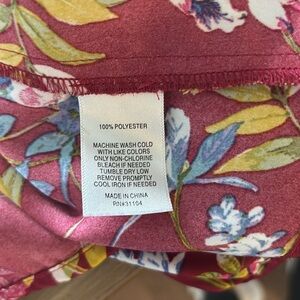 100% POLYESTER
MACHINE WASH COLD
WITH LIKE COLORS
ONLY NON-CHLORINE
BLEACH IF NEEDED
TUMBLE DRY LOW
REMOVE PROMPTLY
COOL IRON IF NEEDED
MADE IN CHINA
RN#31104